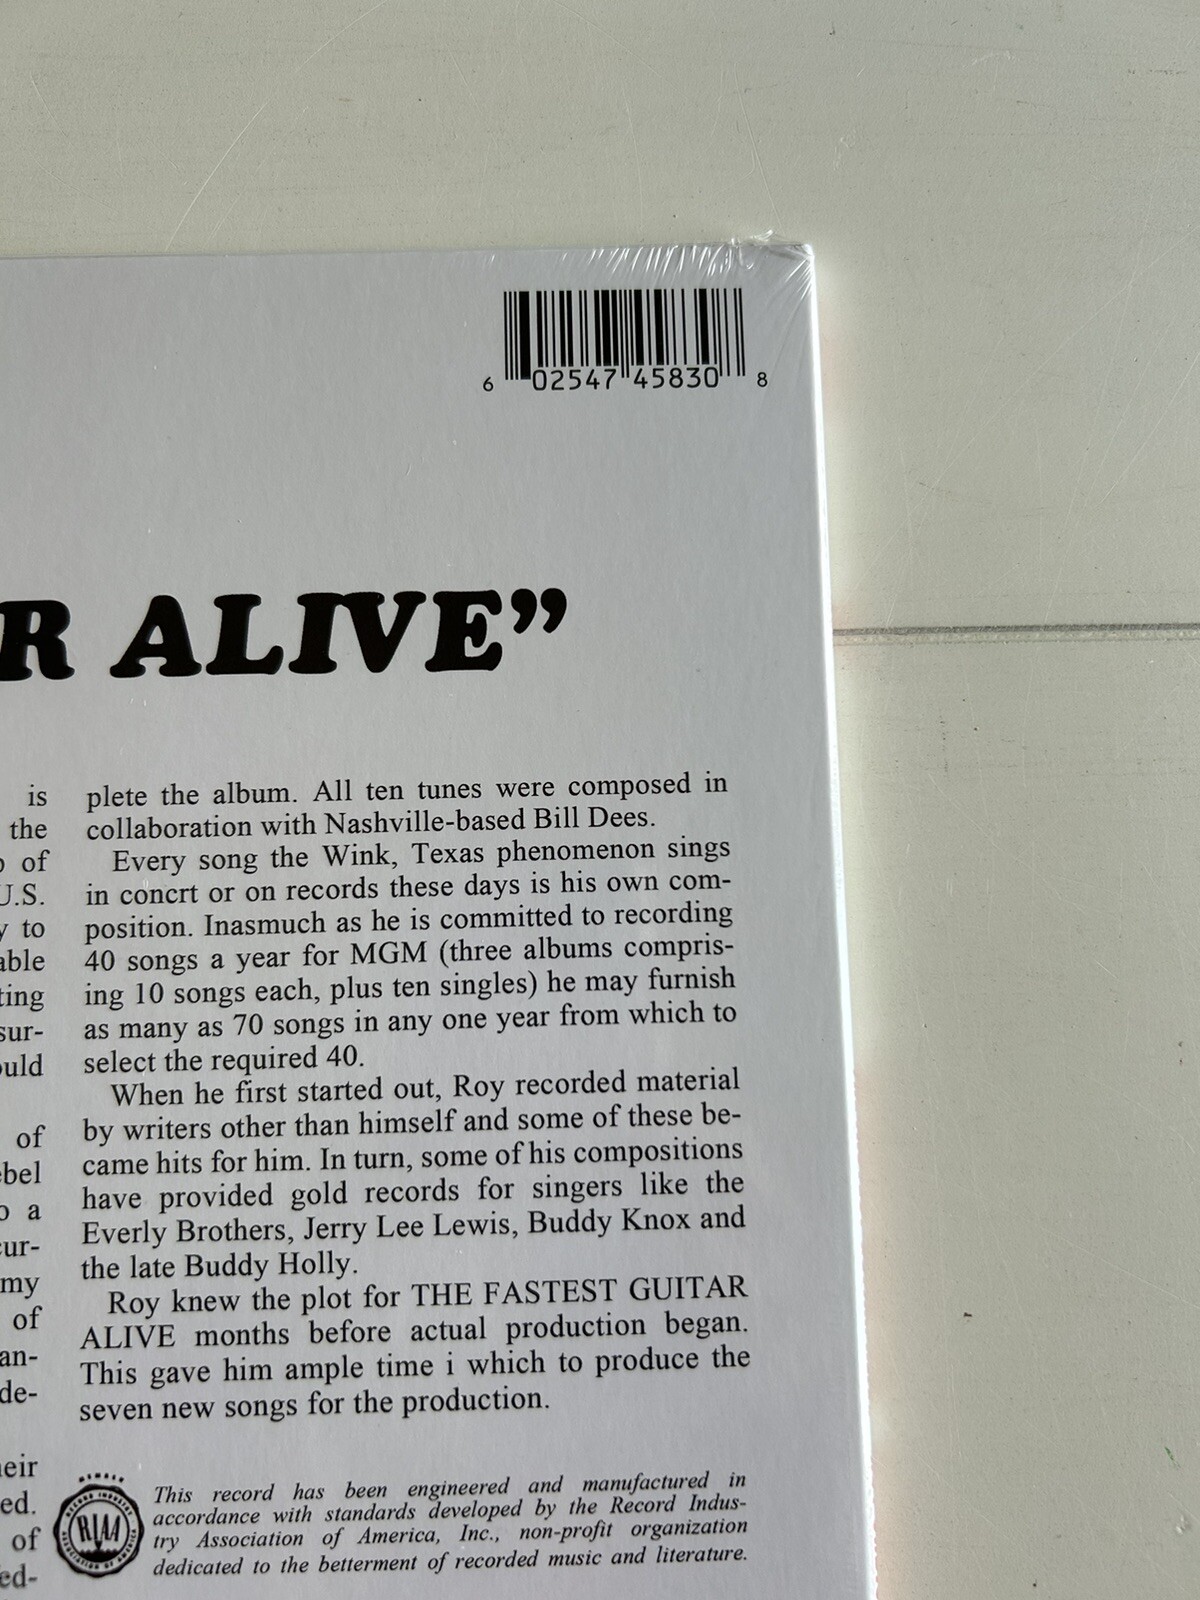 6 02547 45830 8
R ALIVE”
is
the
of
U.S.
to
able
ting
sur-
ould
of
ebel
a
cur-
my
of
an-
de-
heir
ed.
of
ed-
plete the album. All ten tunes were composed in
collaboration with Nashville-based Bill Dees.
Every song the Wink, Texas phenomenon sings
in concrt or on records these days is his own com-
position. Inasmuch as he is committed to recording
40 songs a year for MGM (three albums compris-
ing 10 songs each, plus ten singles) he may furnish
as many as 70 songs in any one year from which to
select the required 40.
When he first started out, Roy recorded material
by writers other than himself and some of these be-
came hits for him. In turn, some of his compositions
have provided gold records for singers like the
Everly Brothers, Jerry Lee Lewis, Buddy Knox and
the late Buddy Holly.
Roy knew the plot for THE FASTEST GUITAR
ALIVE months before actual production began.
This gave him ample time i which to produce the
seven new songs for the production.
MEMBER
RECORD INDUSTRY
RIAA
ASSOCIATION OF AMERICA
This record has been engineered and manufactured in
accordance with standards developed by the Record Indus-
try Association of America, Inc., non-profit organization
dedicated to the betterment of recorded music and literature.